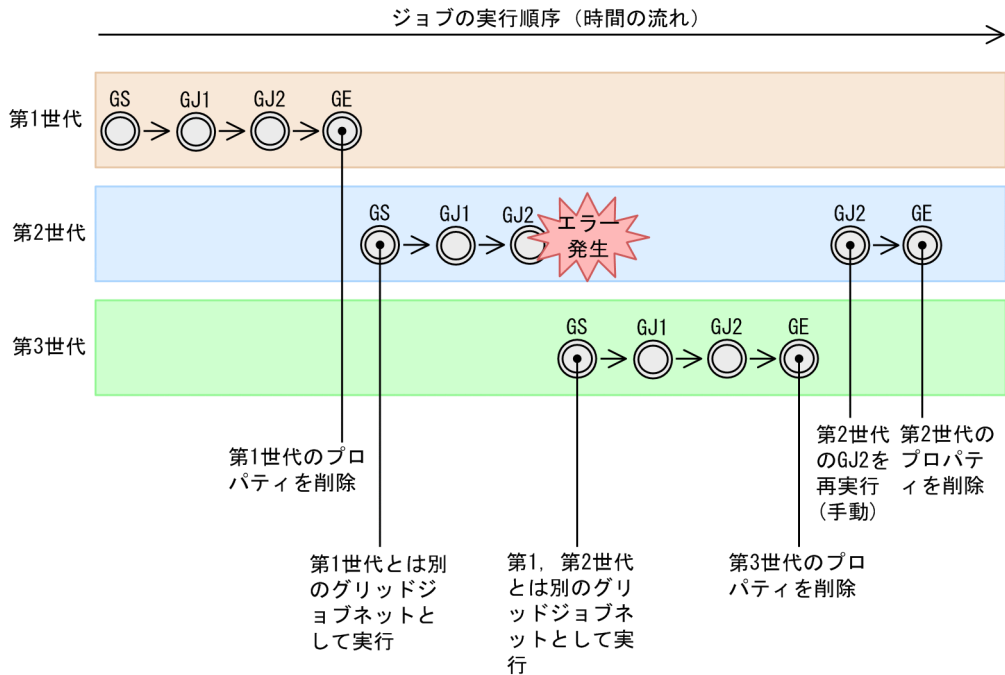 ジョブの実行順序（時間の流れ）
第1世代
GS
GJ1
GJ2
GE
第2世代
GS
GJ1
GJ2
エラー
発生
GJ2
GE
第3世代
GS
GJ1
GJ2
GE
第1世代のプロ
パティを削除
第2世代
のGJ2を
再実行
(手動)
第2世代の
プロパテ
ィを削除
第1世代とは別
のグリッドジ
ョブネットと
して実行
第1，第2世代
とは別のグリ
ッドジョブネ
ットとして実
行
第3世代のプロ
パティを削除